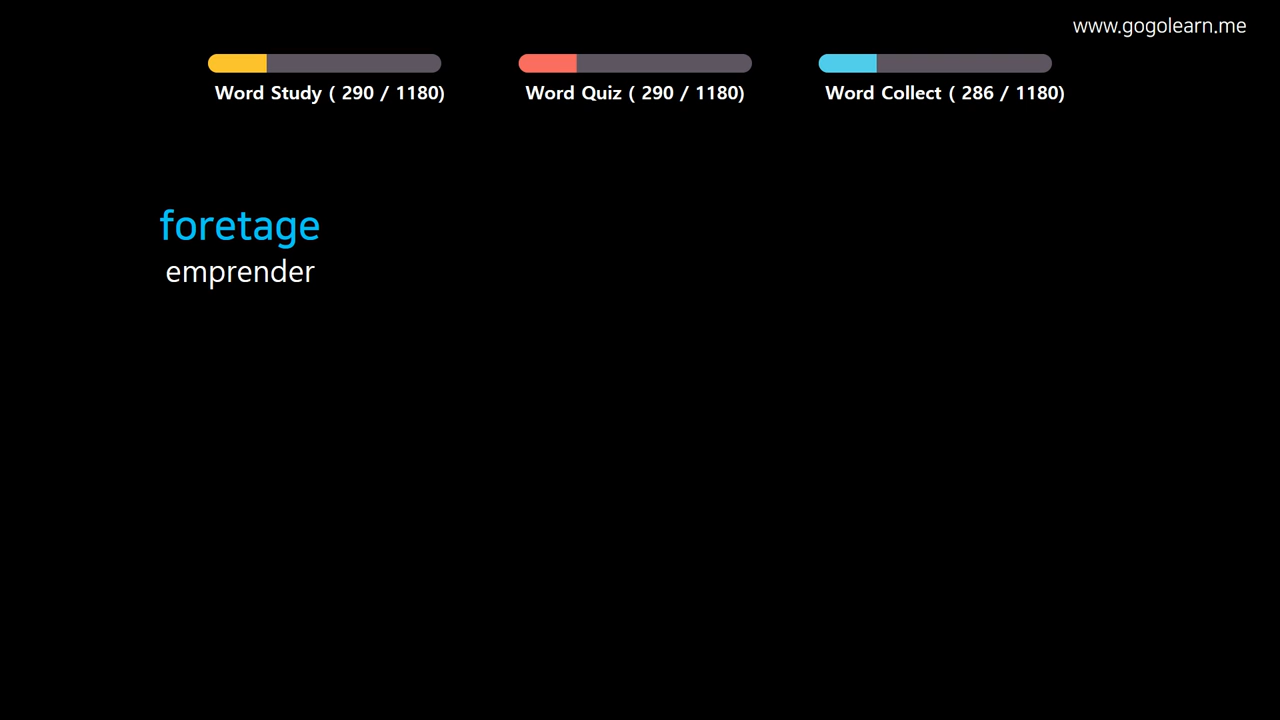 www.gogolearn.me
Word Study ( 290 / 1180)
Word Quiz ( 290 / 1180)
Word Collect ( 286 / 1180)
foretage
emprender